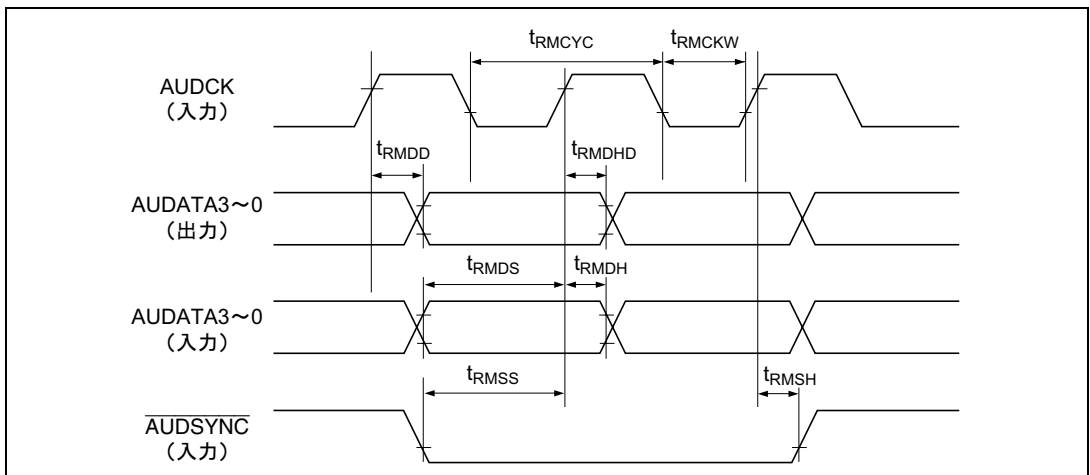 tRMCYC
tRMCKW
AUDCK
（入力）
tRMDD
tRMDHD
AUDATA3～0
（出力）
tRMDS
tRMDH
AUDATA3～0
（入力）
tRMSS
tRMSH
AUDSYNC
（入力）